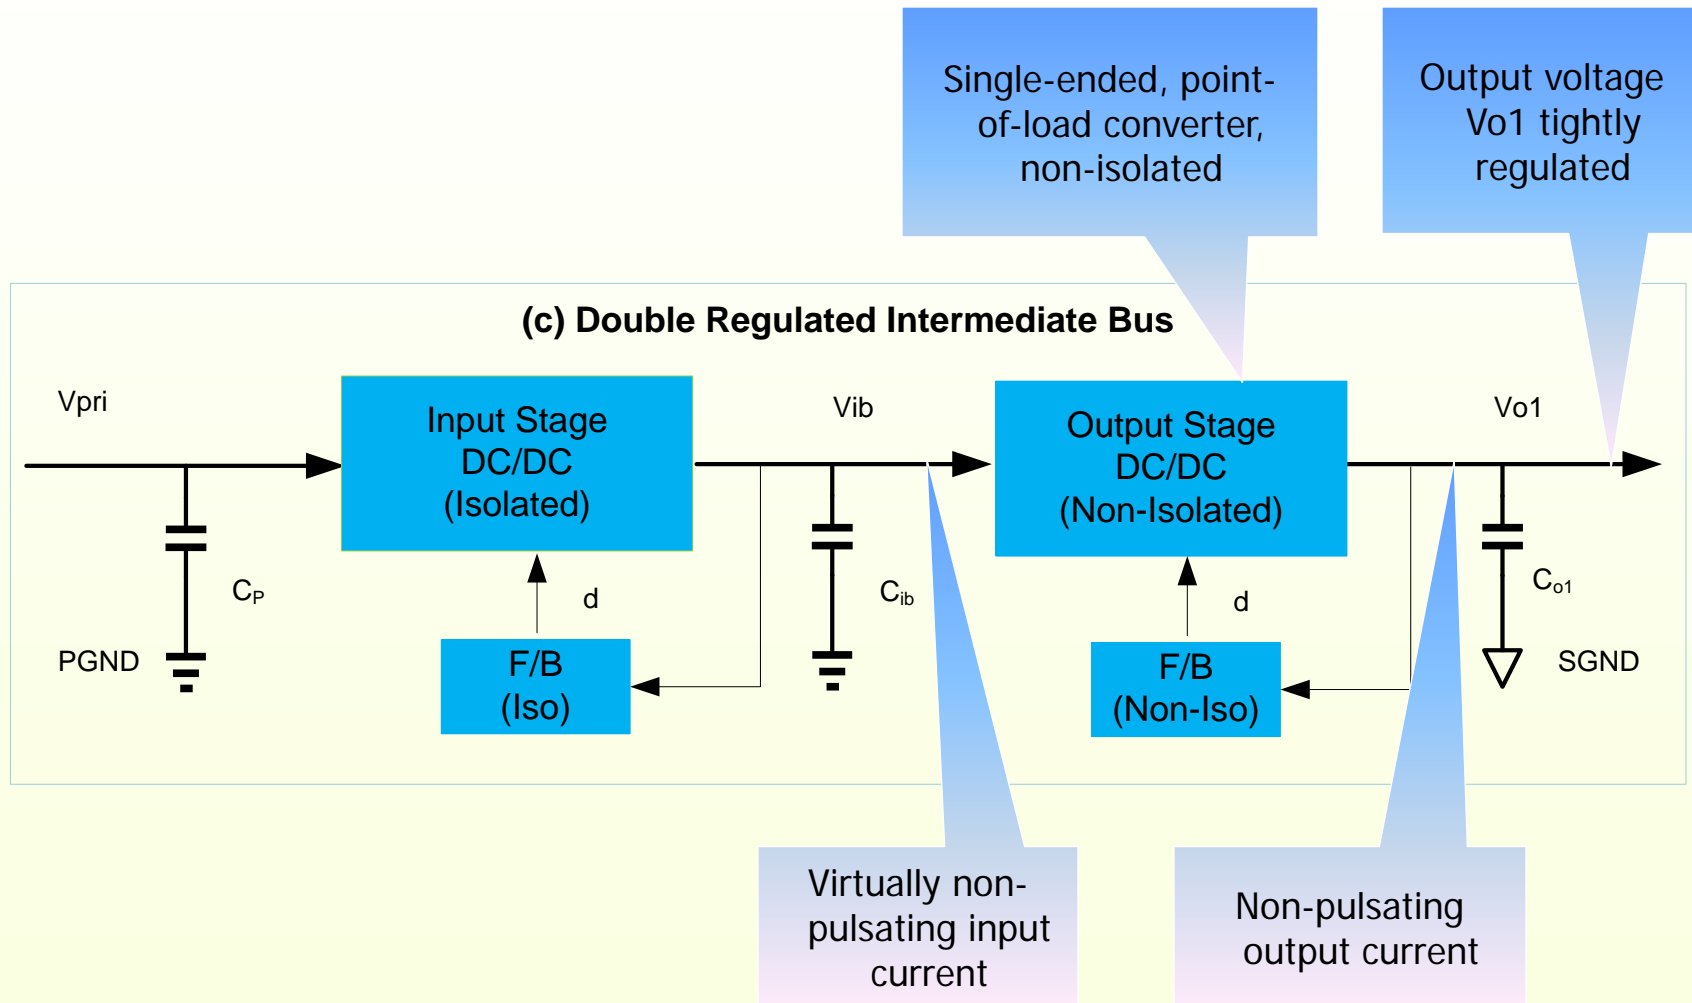 Single-ended, point-
of-load converter,
non-isolated
Output voltage
Vo1 tightly
regulated
(c) Double Regulated Intermediate Bus
Vpri
Input Stage
DC/DC
(Isolated)
Vib
Output Stage
DC/DC
(Non-Isolated)
Vo1
CP
d
Cib
d
Co1
PGND
F/B
(Iso)
F/B
(Non-Iso)
SGND
Virtually non-
pulsating input
current
Non-pulsating
output current